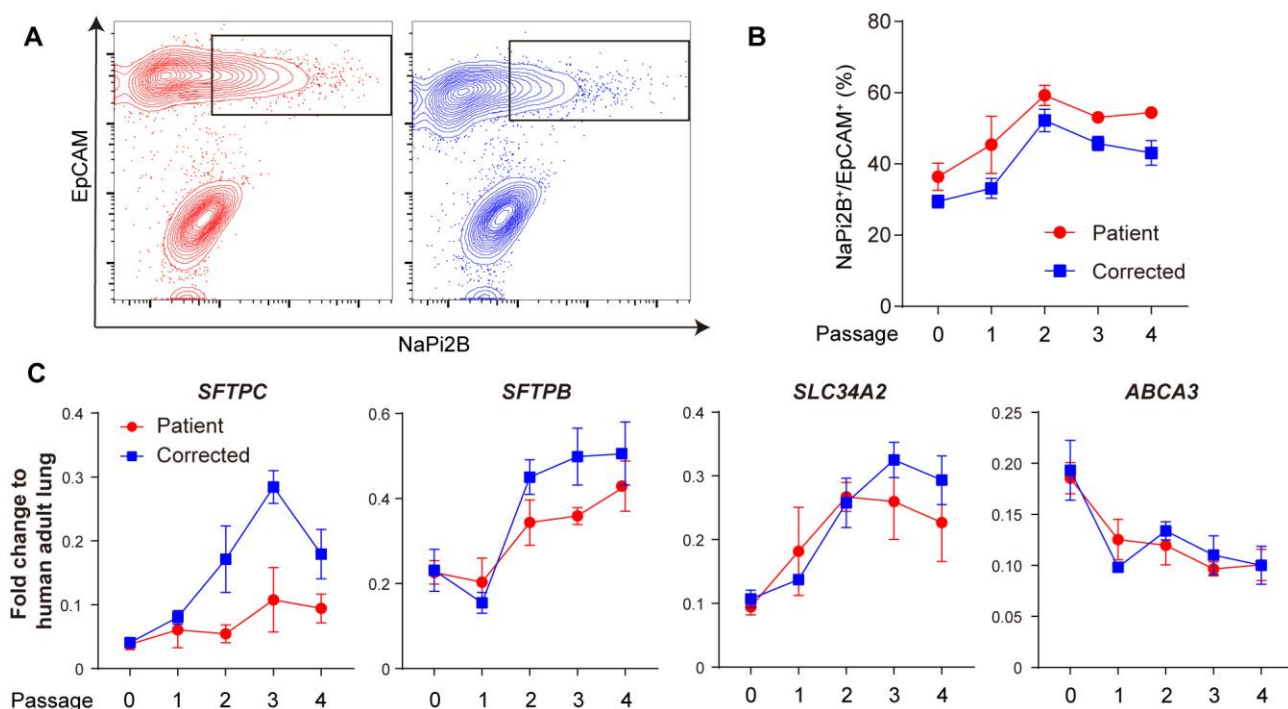 A
EpCAM
NaPi2B
B
NaPi2B⁺/EpCAM⁺ (%)
80
60
40
20
0
Patient
Corrected
Passage 0 1 2 3 4
C
Fold change to
human adult lung
SFTPC
Patient
Corrected
0.4
0.3
0.2
0.1
0
Passage 0 1 2 3 4
SFTPB
0.6
0.4
0.2
0
0 1 2 3 4
SLC34A2
0.4
0.3
0.2
0.1
0
0 1 2 3 4
ABCA3
0.25
0.20
0.15
0.10
0.05
0
0 1 2 3 4